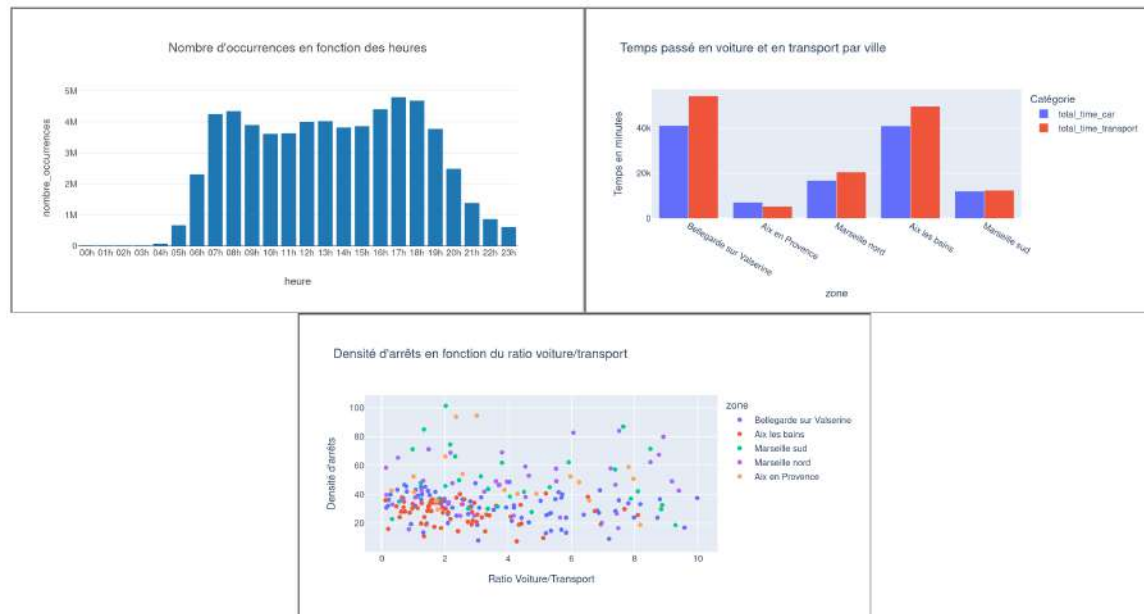 Nombre d'occurrences en fonction des heures
nombre_occurrences
5M
4M
3M
2M
1M
0
00h 01h 02h 03h 04h 05h 06h 07h 08h 09h 10h 11h 12h 13h 14h 15h 16h 17h 18h 19h 20h 21h 22h 23h
heure
Temps passé en voiture et en transport par ville
Temps en minutes
40k
20k
0
Bellegarde sur Valserine
Aix en Provence
Marseille nord
Aix les bains
Marseille sud
zone
Catégorie
total_time_car
total_time_transport
Densité d'arrêts en fonction du ratio voiture/transport
Densité d'arrêts
100
80
60
40
20
0 2 4 6 8 10
Ratio Voiture/Transport
zone
Bellegarde sur Valserine
Aix les bains
Marseille sud
Marseille nord
Aix en Provence